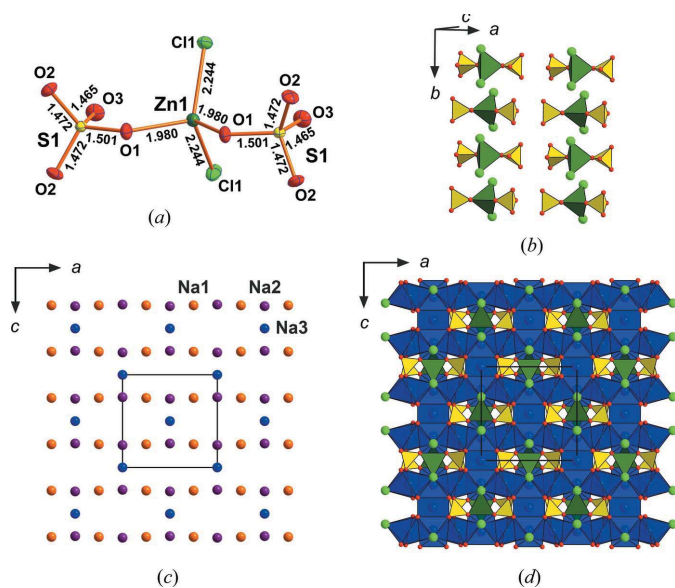 Cl1
O2
O3
1.465
1.472
S1
1.472
1.501
O1
O2
Zn1
2.244
1.980
1.980
O1
2.244
Cl1
O2
1.472
O3
1.465
1.501
1.472
S1
O2
(a)
c
a
b
(b)
a
c
Na1
Na2
Na3
(c)
a
c
(d)